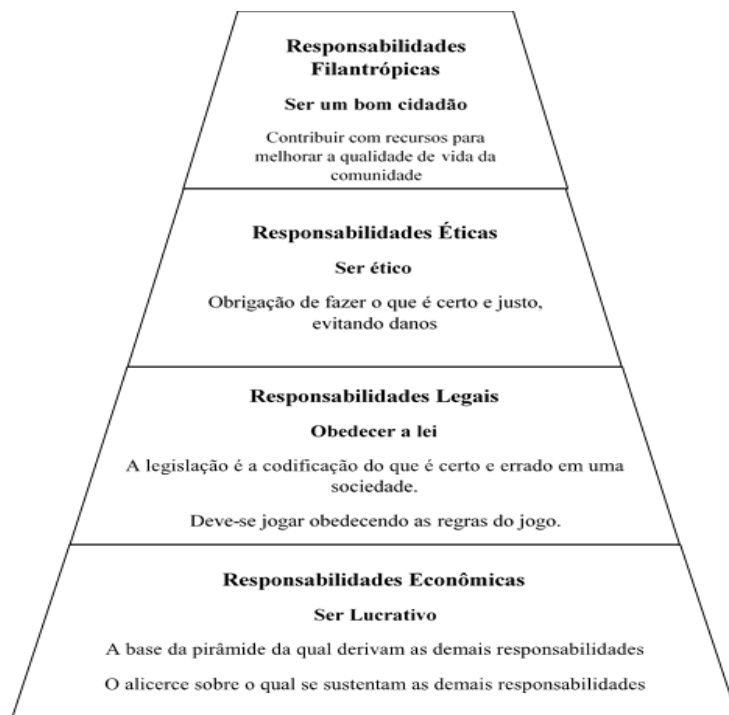 Responsabilidades
Filantrópicas
Ser um bom cidadão
Contribuir com recursos para
melhorar a qualidade de vida da
comunidade
Responsabilidades Éticas
Ser ético
Obrigação de fazer o que é certo e justo,
evitando danos
Responsabilidades Legais
Obedecer a lei
A legislação é a codificação do que é certo e errado em uma
sociedade.
Deve-se jogar obedecendo as regras do jogo.
Responsabilidades Econômicas
Ser Lucrativo
A base da pirâmide da qual derivam as demais responsabilidades
O alicerce sobre o qual se sustentam as demais responsabilidades